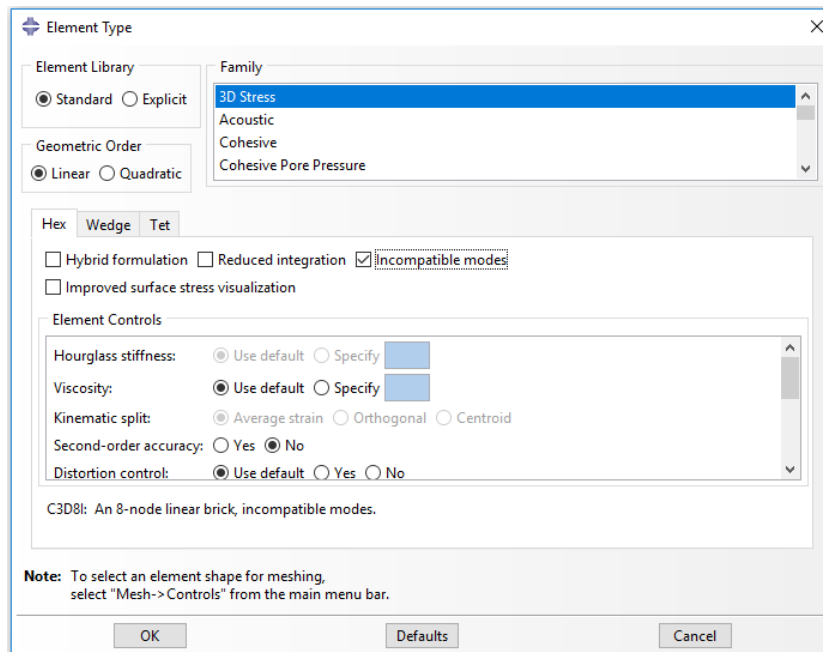 Element Type
Element Library
Standard Explicit
Family
3D Stress
Acoustic
Cohesive
Cohesive Pore Pressure
Geometric Order
Linear Quadratic
Hex Wedge Tet
Hybrid formulation Reduced integration Incompatible modes
Improved surface stress visualization
Element Controls
Hourglass stiffness: Use default Specify
Viscosity: Use default Specify
Kinematic split: Average strain Orthogonal Centroid
Second-order accuracy: Yes No
Distortion control: Use default Yes No
C3D8I: An 8-node linear brick, incompatible modes.
Note: To select an element shape for meshing,
select "Mesh->Controls" from the main menu bar.
OK Defaults Cancel